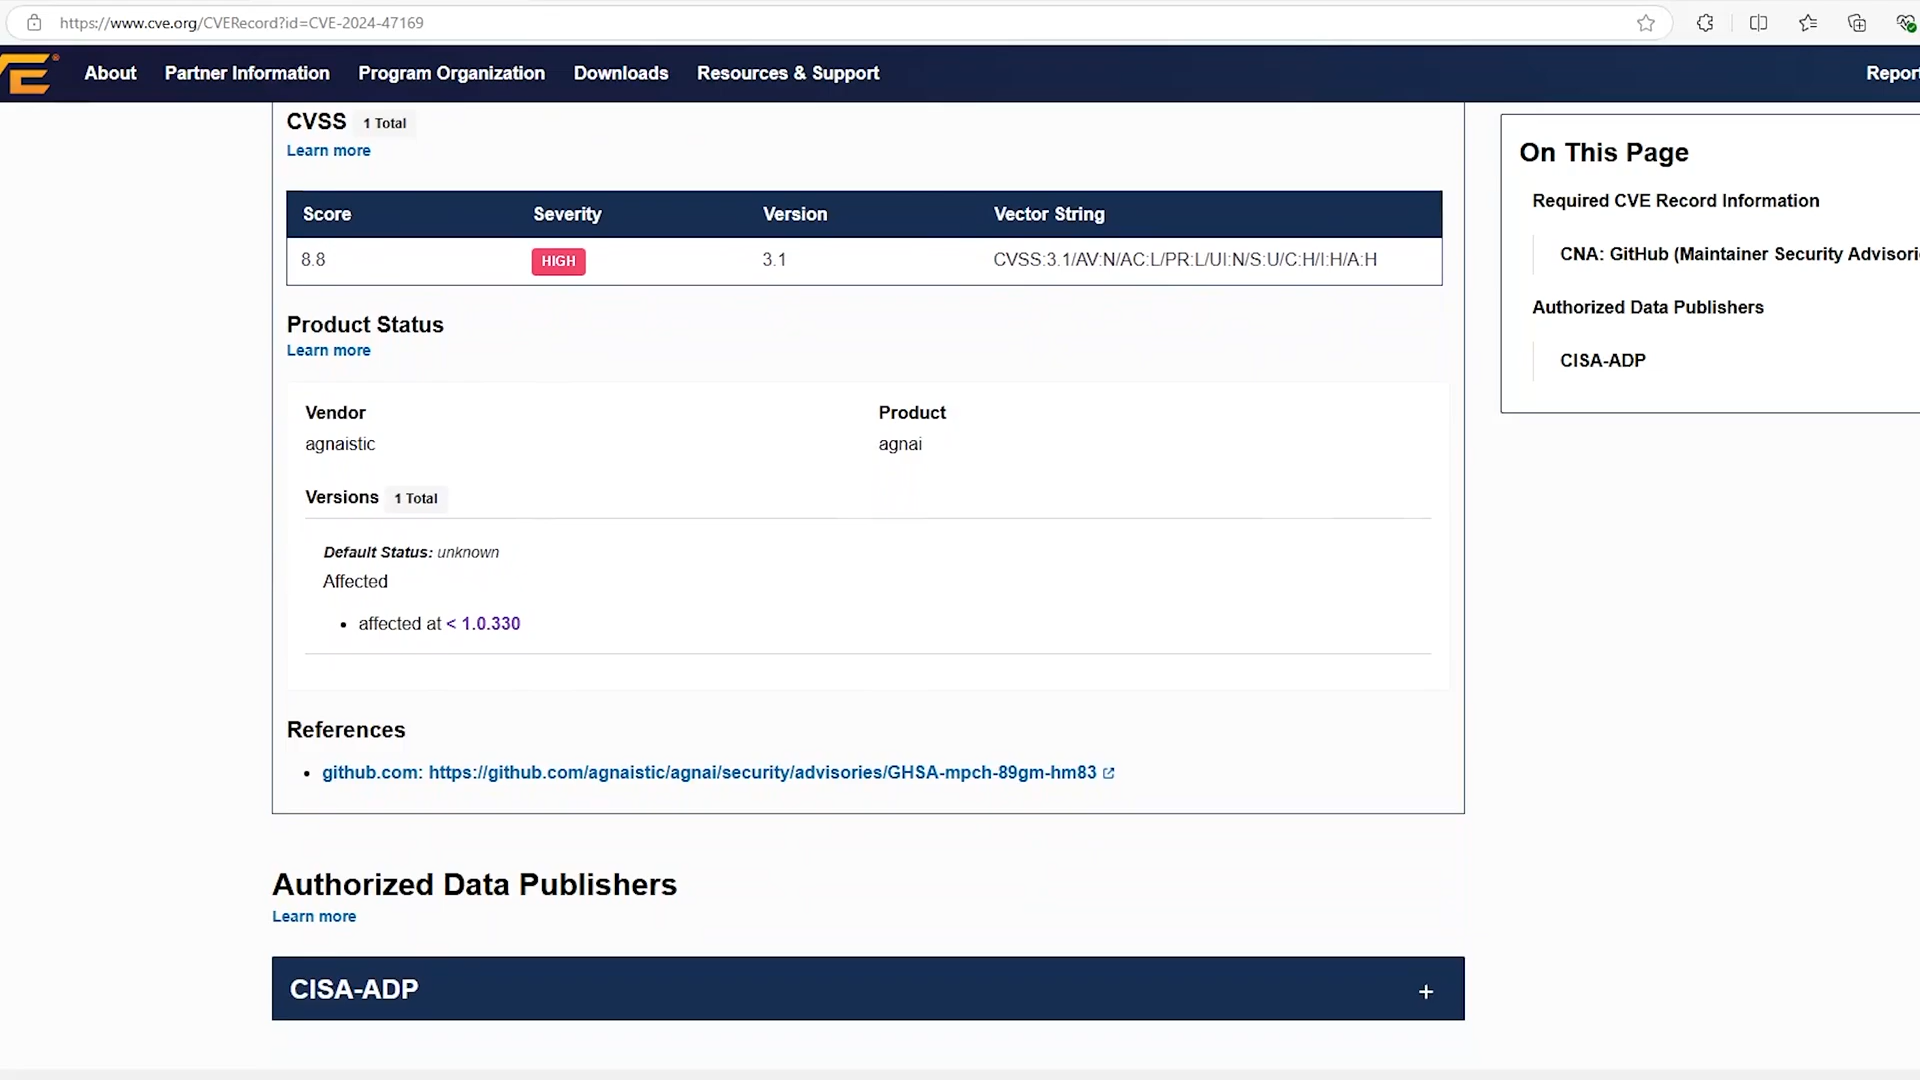 https://www.cve.org/CVERecord?id=CVE-2024-47169
About Partner Information Program Organization Downloads Resources & Support
CVSS 1 Total
Learn more
Score Severity Version Vector String
8.8 HIGH 3.1 CVSS:3.1/AV:N/AC:L/PR:L/UI:N/S:U/C:H/I:H/A:H
Product Status
Learn more
Vendor Product
agnaistic agnai
Versions 1 Total
Default Status: unknown
Affected
• affected at < 1.0.330
References
• github.com: https://github.com/agnaistic/agnai/security/advisories/GHSA-mpch-89gm-hm83
Authorized Data Publishers
Learn more
CISA-ADP +
On This Page
Required CVE Record Information
CNA: GitHub (Maintainer Security Advisori
Authorized Data Publishers
CISA-ADP